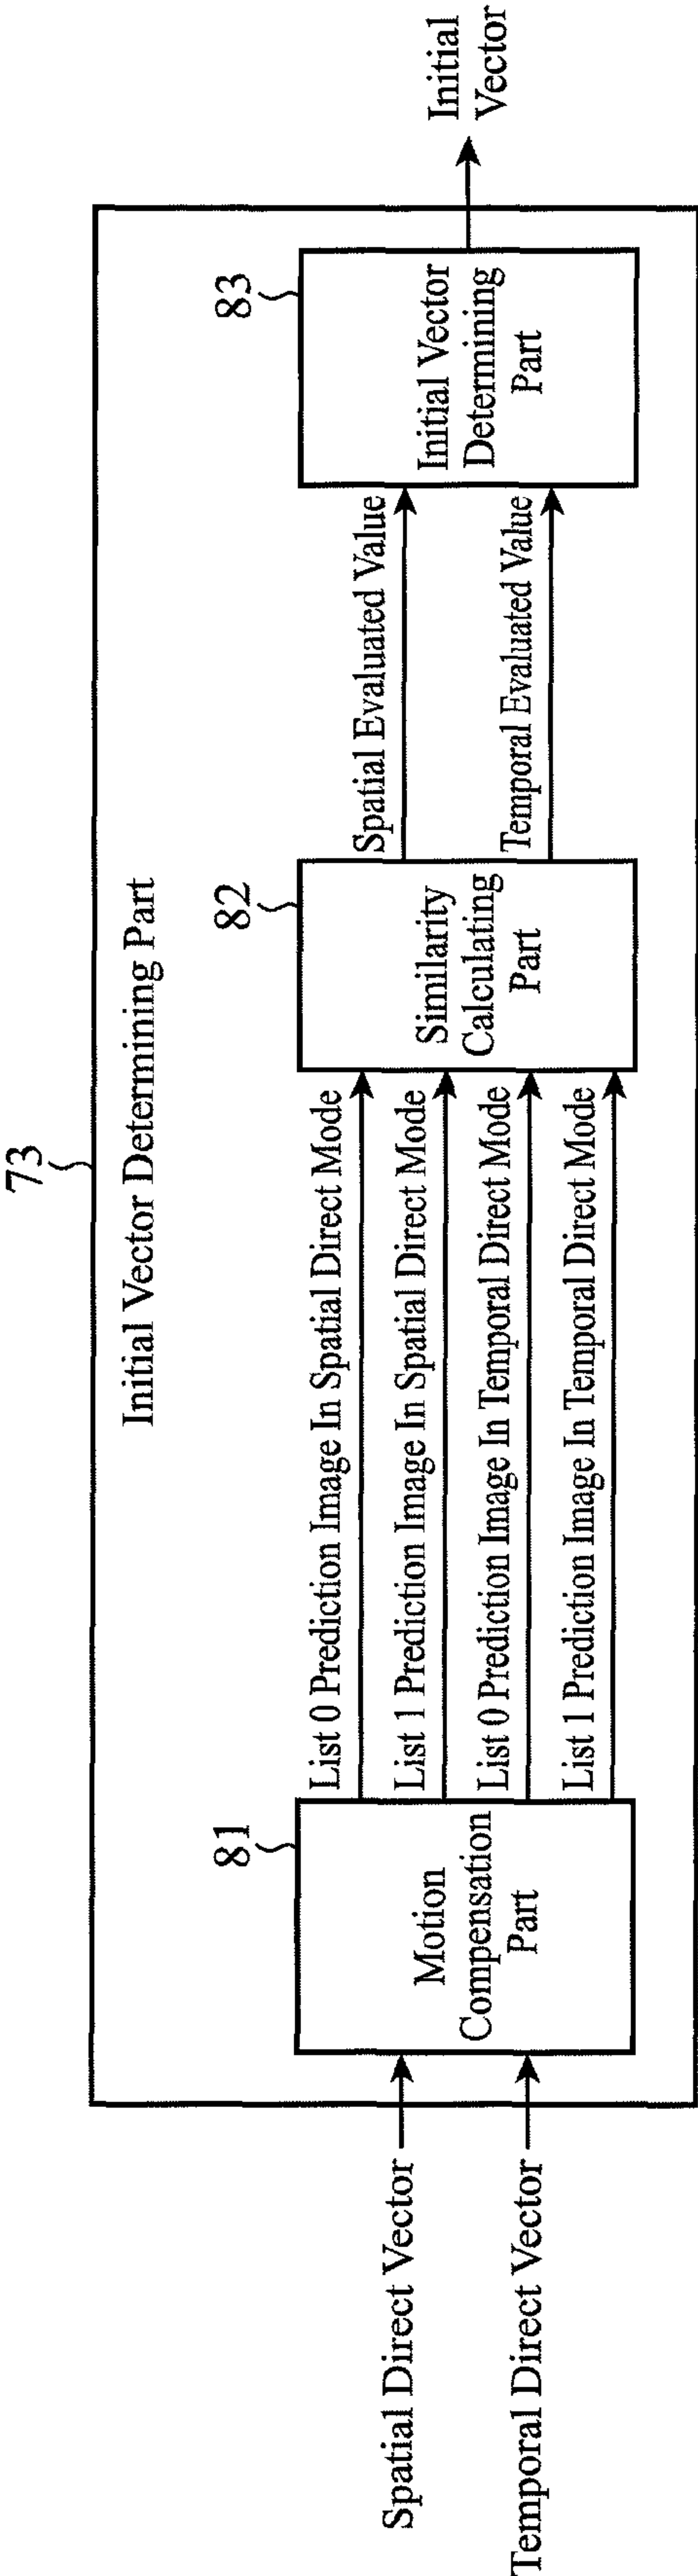 73
Initial Vector Determining Part
Spatial Direct Vector
Temporal Direct Vector
81
Motion
Compensation
Part
List 0 Prediction Image In Spatial Direct Mode
List 1 Prediction Image In Spatial Direct Mode
List 0 Prediction Image In Temporal Direct Mode
List 1 Prediction Image In Temporal Direct Mode
82
Similarity
Calculating
Part
Spatial Evaluated Value
Temporal Evaluated Value
83
Initial Vector
Determining
Part
Initial
Vector